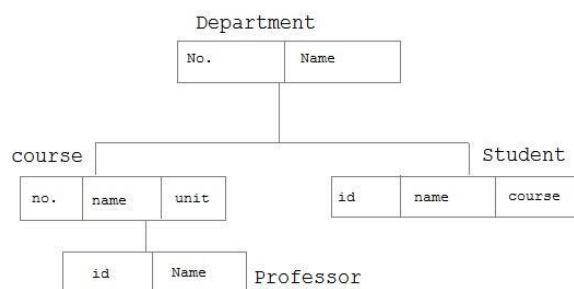 Department
No. Name
course
Student
no. name unit
id name course
id Name
Professor